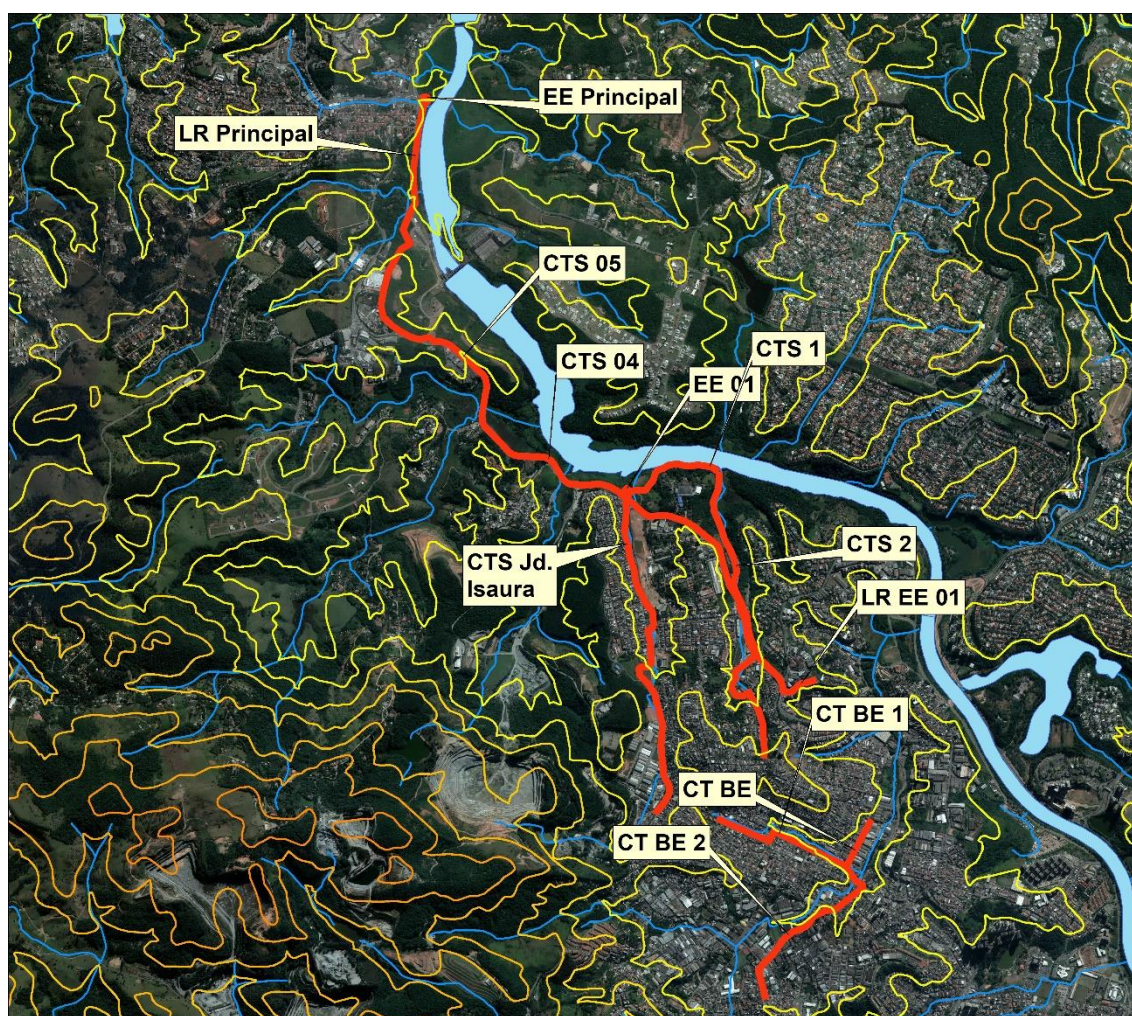 EE Principal
LR Principal
CTS 05
CTS 1
CTS 04
EE 01
CTS 2
CTS Jd.
Isaura
LR EE 01
CT BE 1
CT BE
CT BE 2